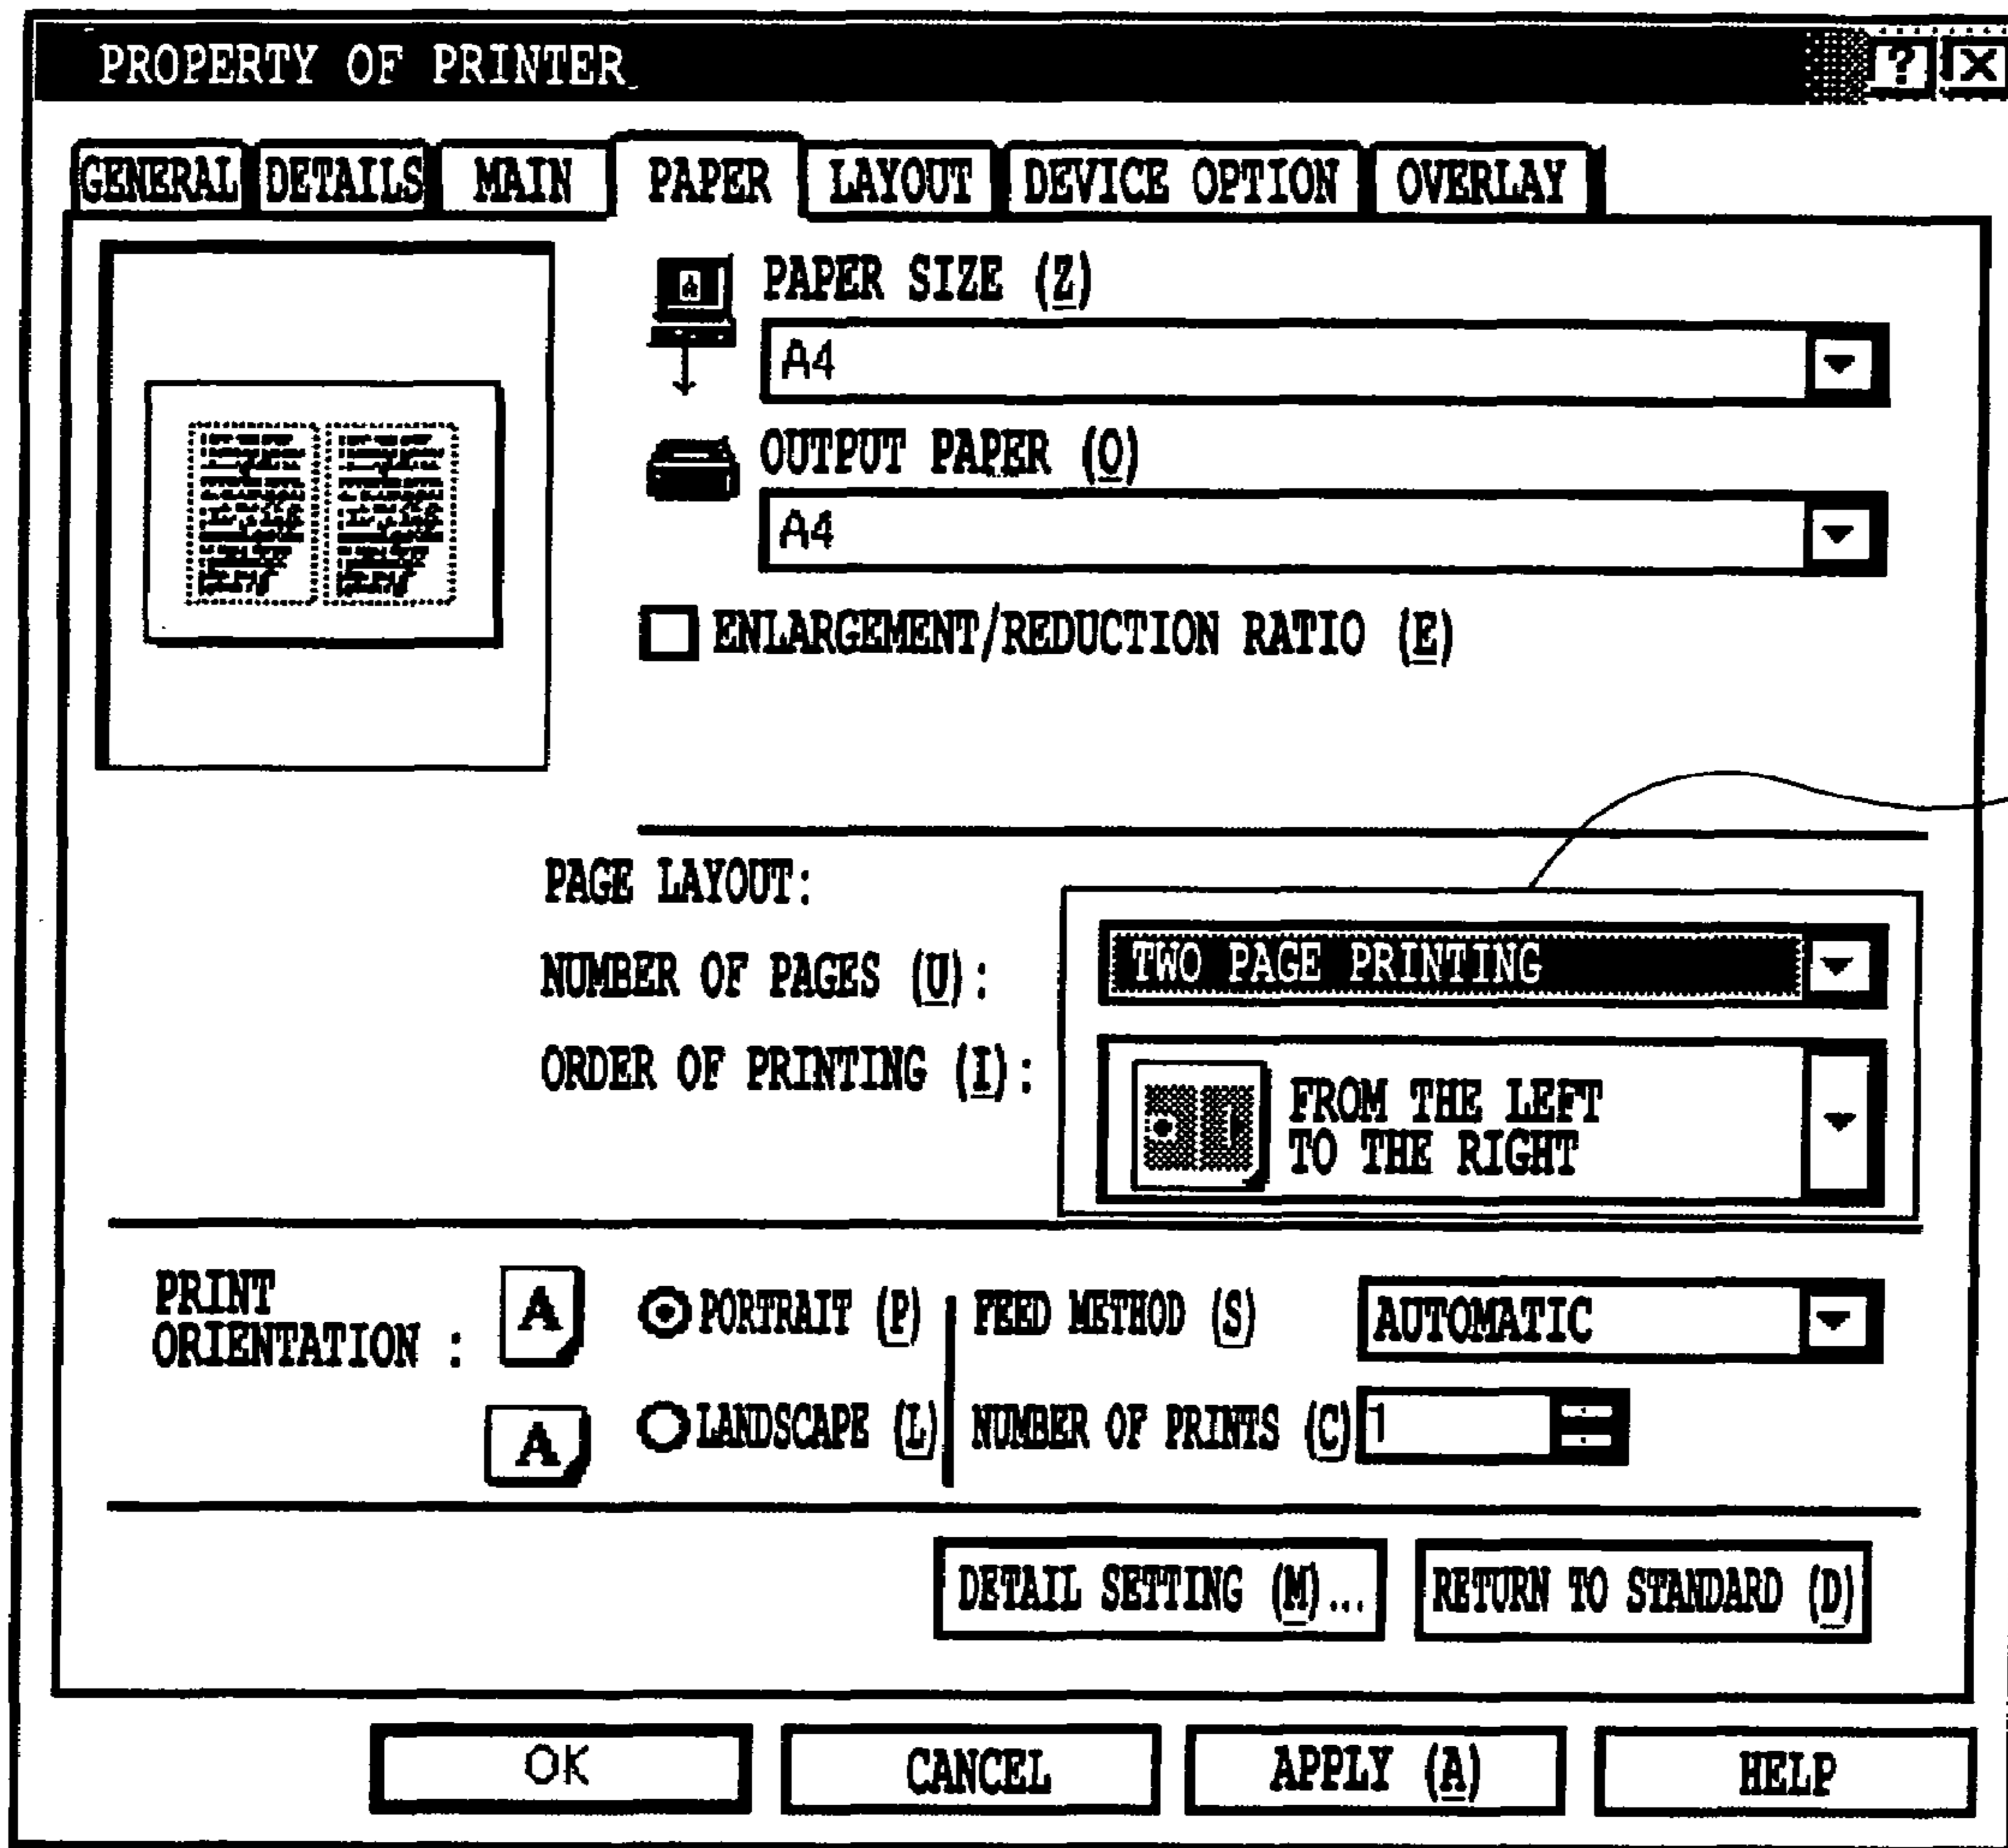 PROPERTY OF PRINTER
? X
GENERAL DETAILS MAIN PAPER LAYOUT DEVICE OPTION OVERLAY
PAPER SIZE (Z)
A4
OUTPUT PAPER (O)
A4
ENLARGEMENT/REDUCTION RATIO (E)
PAGE LAYOUT:
NUMBER OF PAGES (U): TWO PAGE PRINTING
ORDER OF PRINTING (I): FROM THE LEFT
TO THE RIGHT
PRINT
ORIENTATION :
A PORTRAIT (P) FEED METHOD (S) AUTOMATIC
A LANDSCAPE (L) NUMBER OF PRINTS (C) 1
DETAIL SETTING (M)... RETURN TO STANDARD (D)
OK CANCEL APPLY (A) HELP